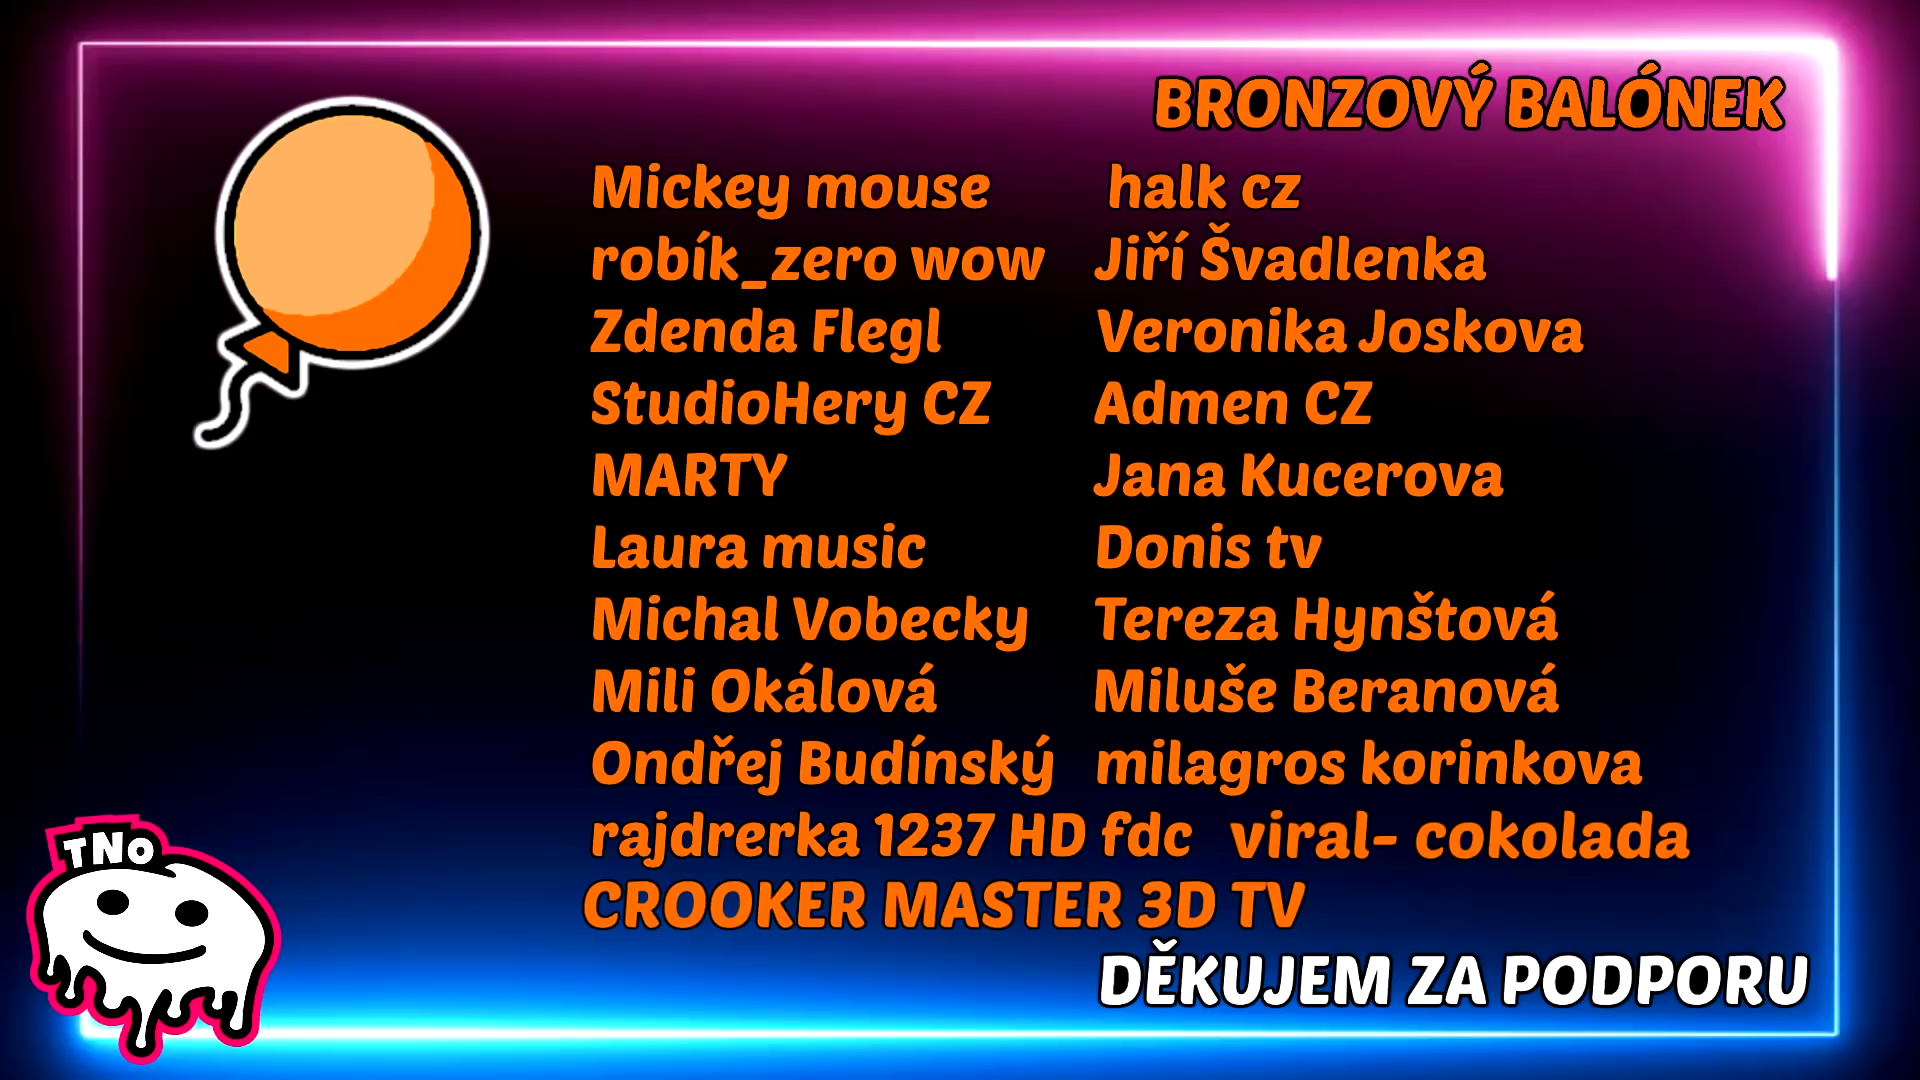 BRONZOVÝ BALÓNEK
Mickey mouse halk cz
robík_zero wow Jiří Švadlenka
Zdenda Flegl Veronika Joskova
StudioHery CZ Admen CZ
MARTY Jana Kucerova
Laura music Donis tv
Michal Vobecky Tereza Hynštová
Mili Okálová Miluše Beranová
Ondřej Budínský milagros korinkova
rajdrerka 1237 HD fdc viral- cokolada
CROOKER MASTER 3D TV
DĚKUJEM ZA PODPORU
TNo